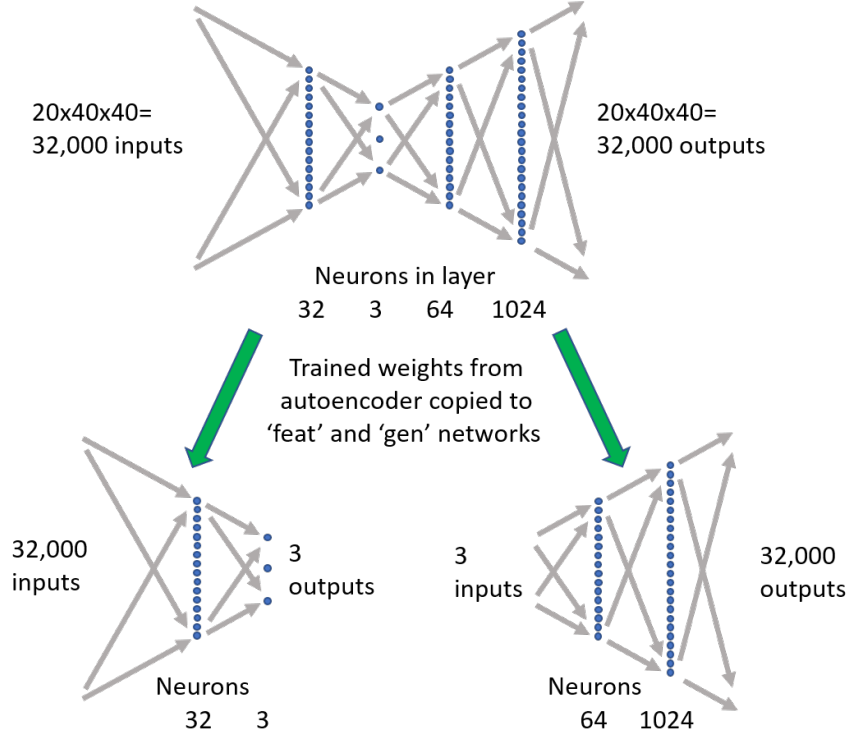 20x40x40=
32,000 inputs
20x40x40=
32,000 outputs
Neurons in layer
32 3 64 1024
Trained weights from
autoencoder copied to
‘feat’ and ‘gen’ networks
32,000
inputs
3
outputs
3
inputs
32,000
outputs
Neurons
32 3
Neurons
64 1024